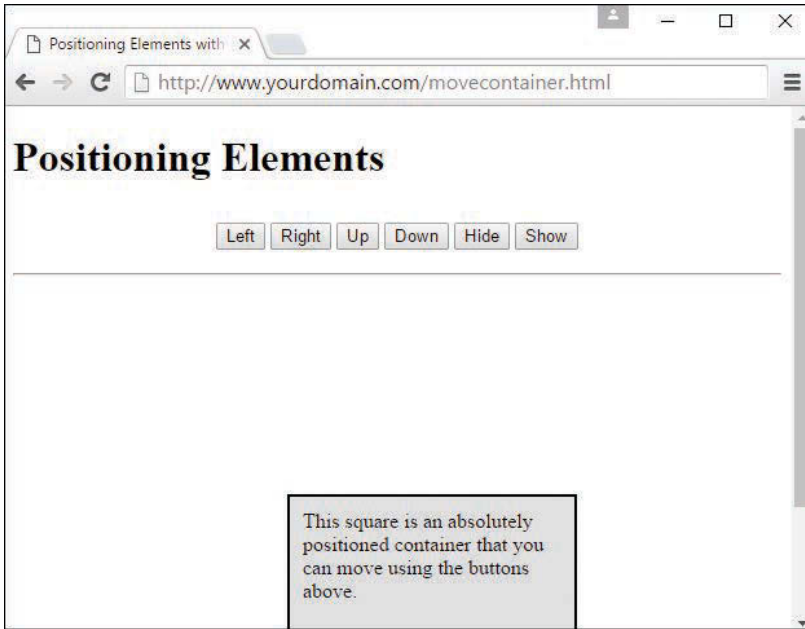 Positioning Elements with
http://www.yourdomain.com/movecontainer.html
Positioning Elements
Left Right Up Down Hide Show
This square is an absolutely
positioned container that you
can move using the buttons
above.